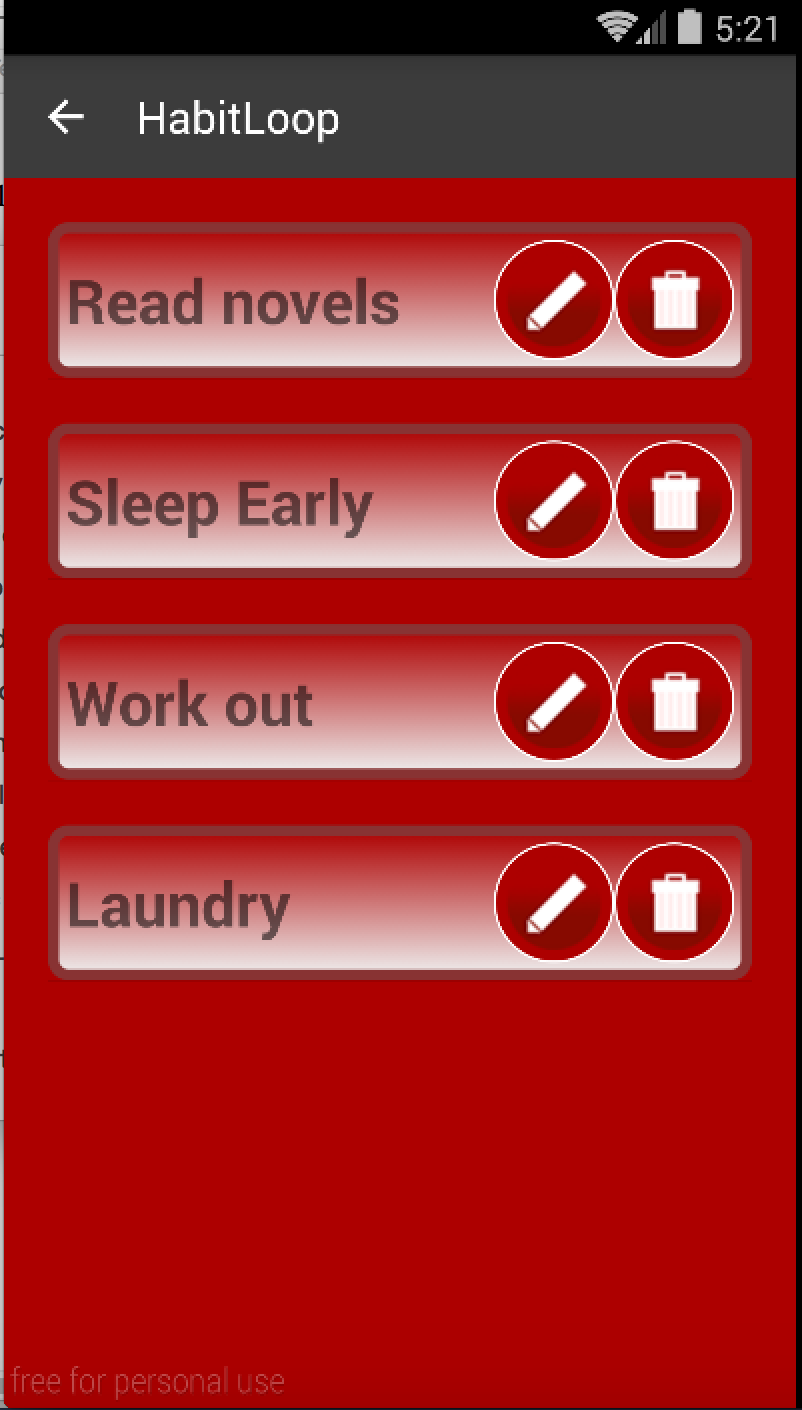 5:21
HabitLoop
Read novels
Sleep Early
Work out
Laundry
free for personal use